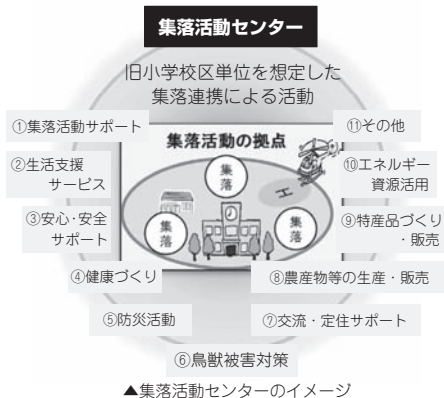 集落活動センター
旧小学校区単位を想定した
集落連携による活動
①集落活動サポート
⑪その他
集落活動の拠点
②生活支援
サービス
⑩エネルギー
資源活用
集落
エ
③安心・安全
サポート
集落
集落
⑨特産品づくり
・販売
④健康づくり
⑧農産物等の生産・販売
⑤防災活動
⑦交流・定住サポート
⑥鳥獣被害対策
▲集落活動センターのイメージ